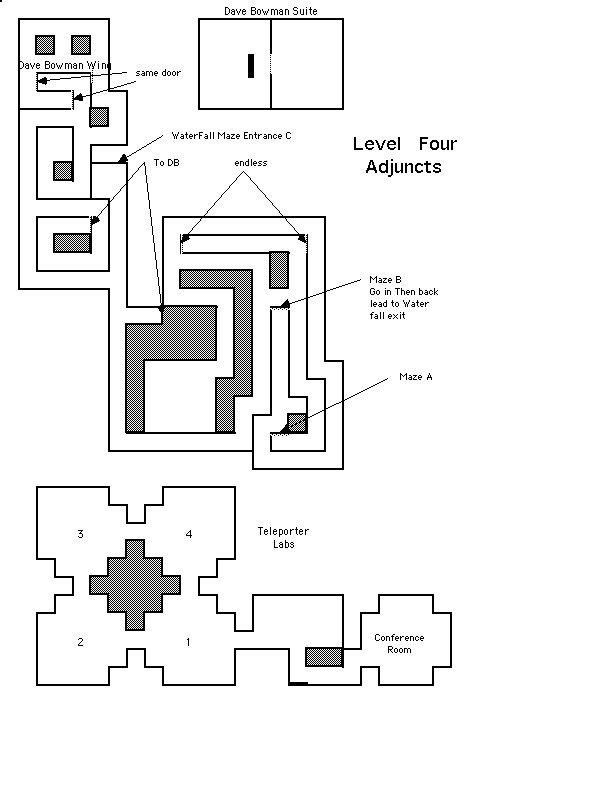 Dave Bowman Suite
Dave Bowman Wing
same door
WaterFall Maze Entrance C
Level Four
Adjuncts
To DB
endless
Maze B
Go in Then back
lead to Water
fall exit
Maze A
3
4
Teleporter
Labs
2
1
Conference
Room